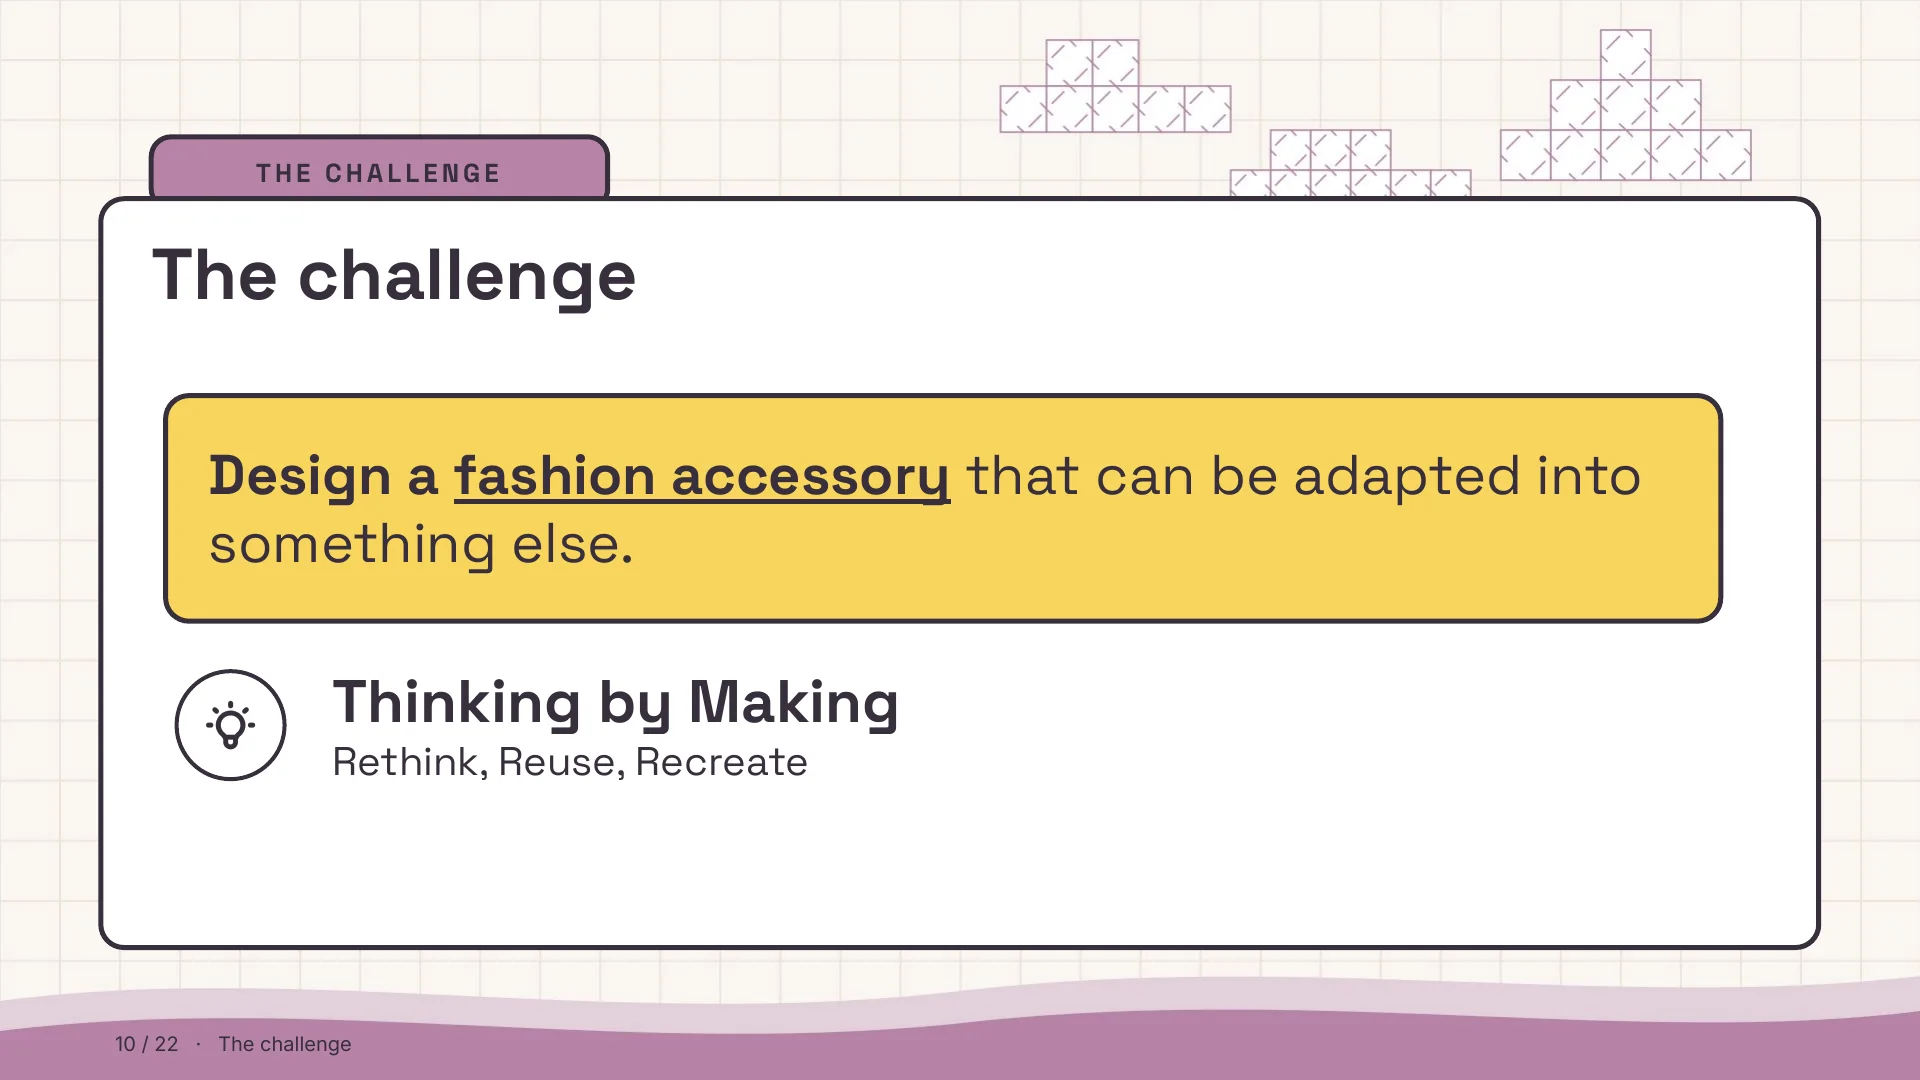 THE CHALLENGE
The challenge
Design a fashion accessory that can be adapted into
something else.
Thinking by Making
Rethink, Reuse, Recreate
10 / 22 · The challenge